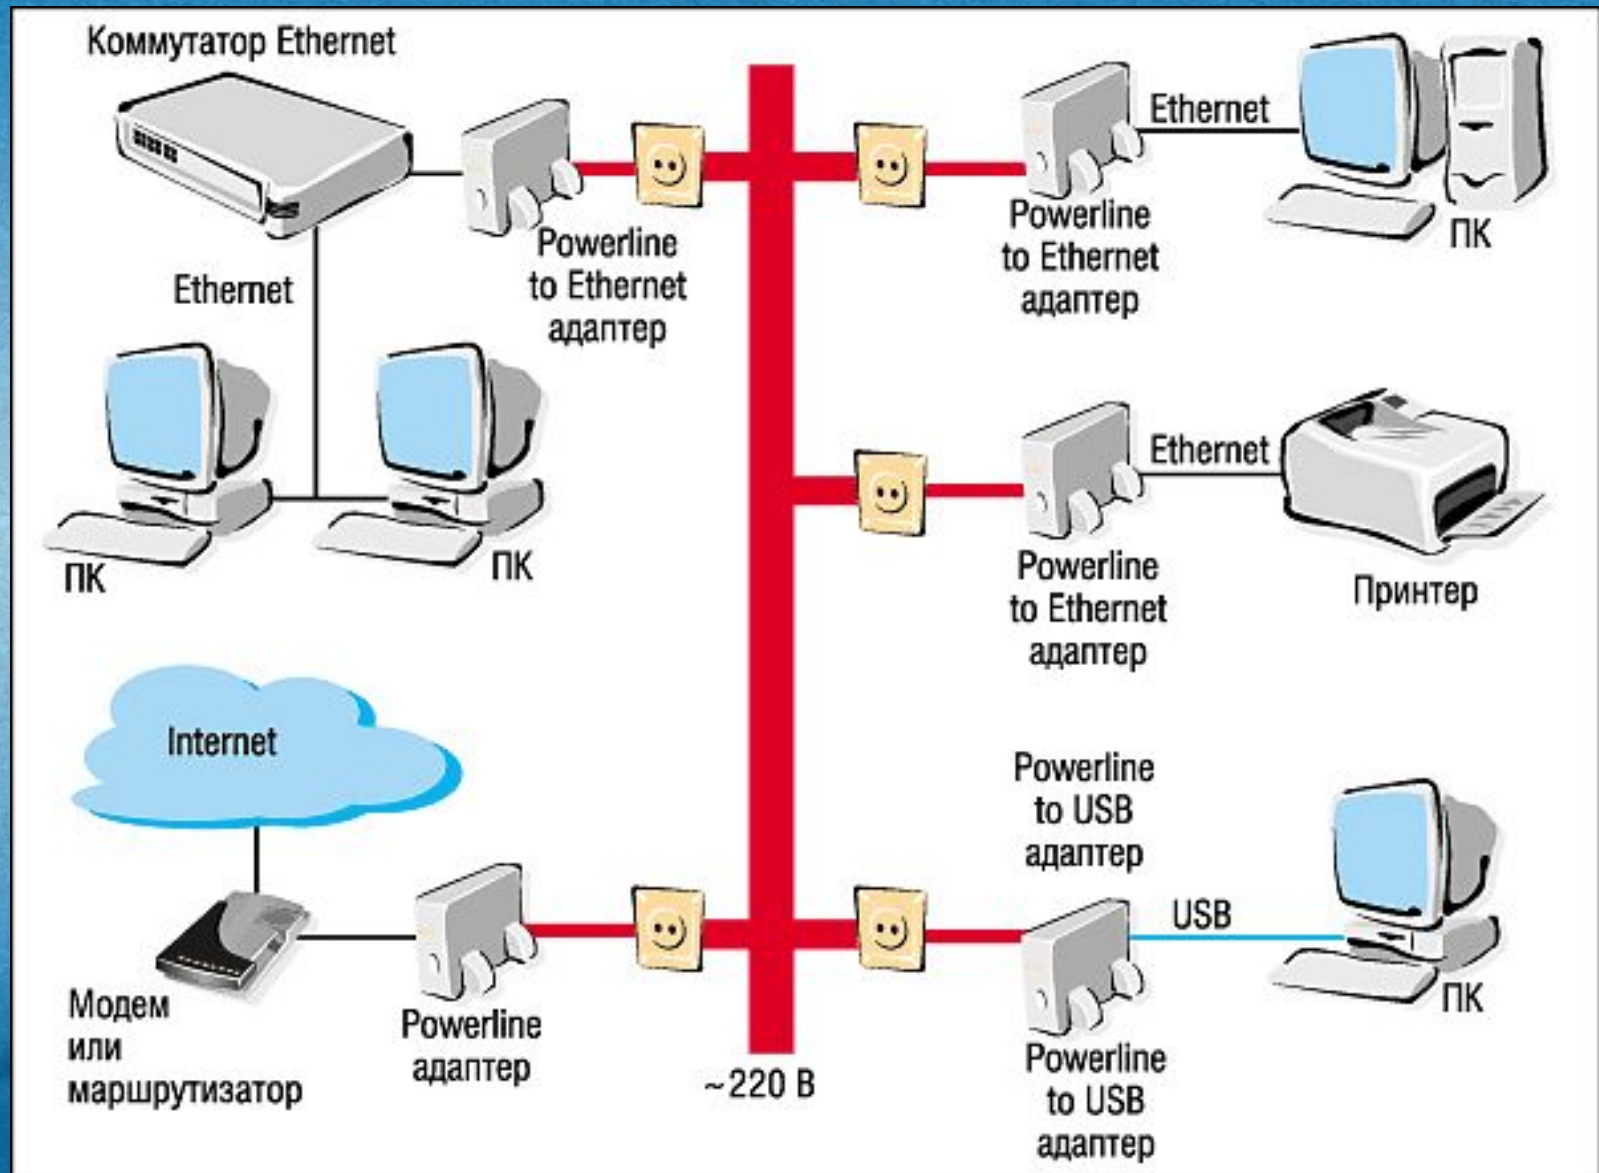 Коммутатор Ethernet
Powerline
to Ethernet
адаптер
Ethernet
ПК
ПК
Powerline
to Ethernet
адаптер
Ethernet
ПК
Powerline
to Ethernet
адаптер
Ethernet
Принтер
Internet
Модем
или
маршрутизатор
Powerline
адаптер
~220 В
Powerline
to USB
адаптер
USB
ПК
Powerline
to USB
адаптер